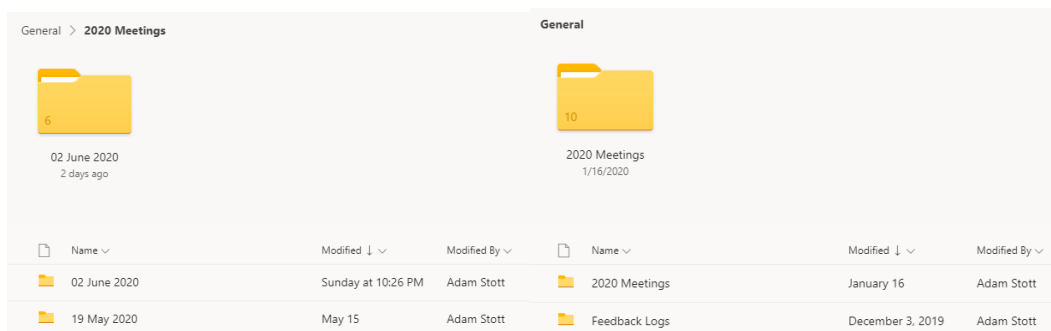 General > 2020 Meetings
6
02 June 2020
2 days ago
Name
Modified ↓
Modified By
02 June 2020
Sunday at 10:26 PM
Adam Stott
19 May 2020
May 15
Adam Stott
General
10
2020 Meetings
1/16/2020
Name
Modified ↓
Modified By
2020 Meetings
January 16
Adam Stott
Feedback Logs
December 3, 2019
Adam Stott